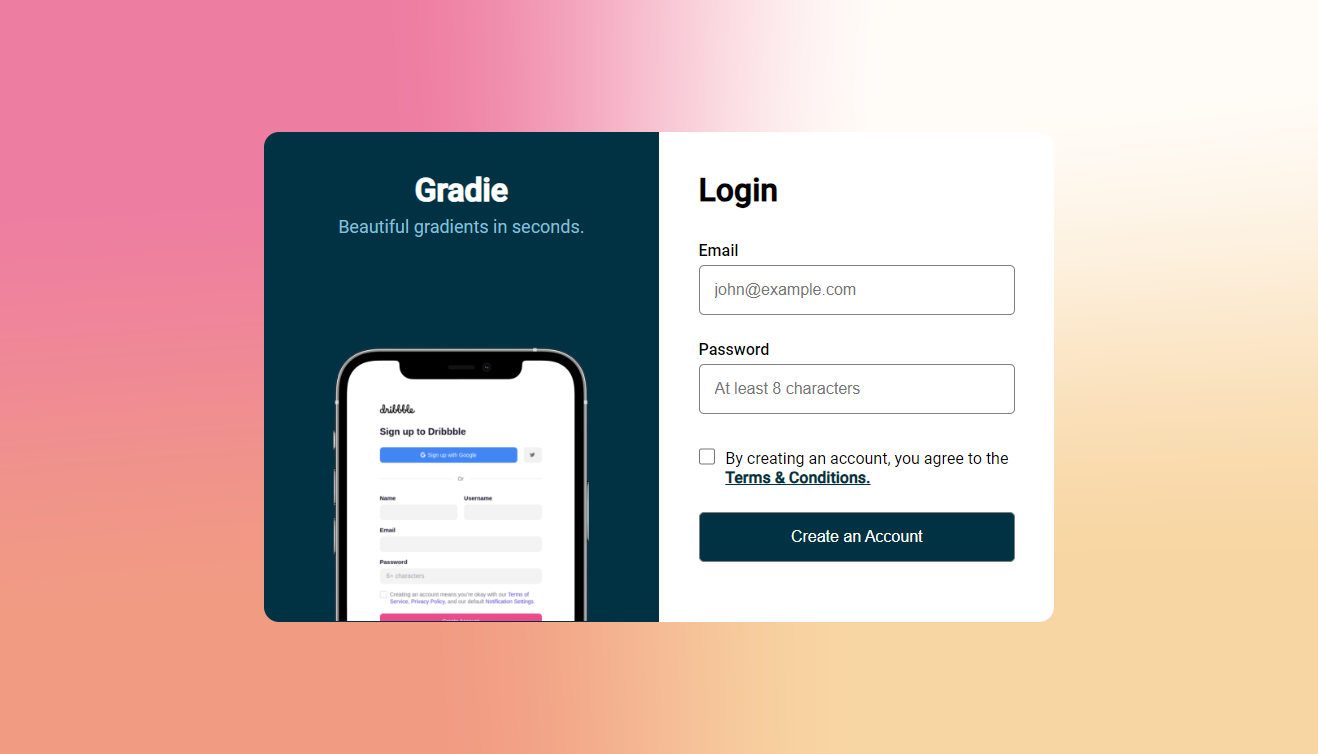 Gradie
Beautiful gradients in seconds.
dribbble
Sign up to Dribbble
G Sign up with Google
Or
Name Username
Email
Password
6+ characters
Creating an account means you're okay with our Terms of
Service, Privacy Policy, and our default Notification Settings.
Login
Email
john@example.com
Password
At least 8 characters
By creating an account, you agree to the
Terms & Conditions.
Create an Account